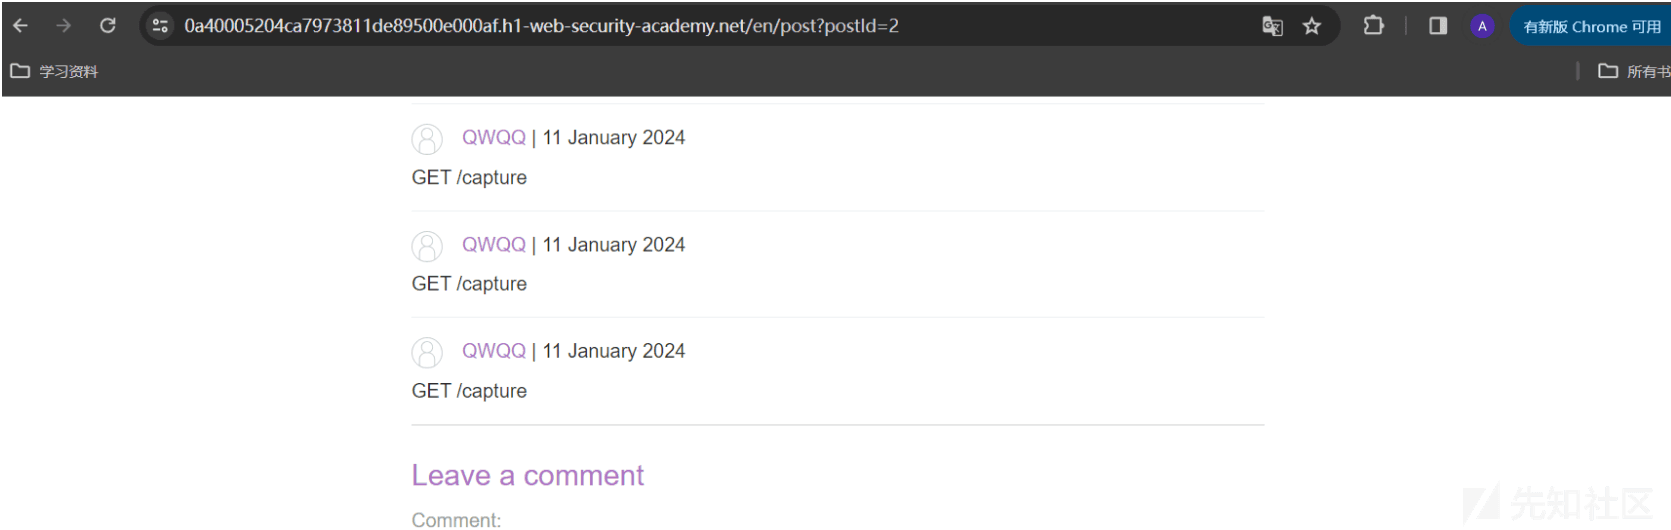 0a40005204ca7973811de89500e000af.h1-web-security-academy.net/en/post?postId=2
A
有新版 Chrome 可用
学习资料
所有书
QWQQ | 11 January 2024
GET /capture
QWQQ | 11 January 2024
GET /capture
QWQQ | 11 January 2024
GET /capture
Leave a comment
Comment:
先知社区